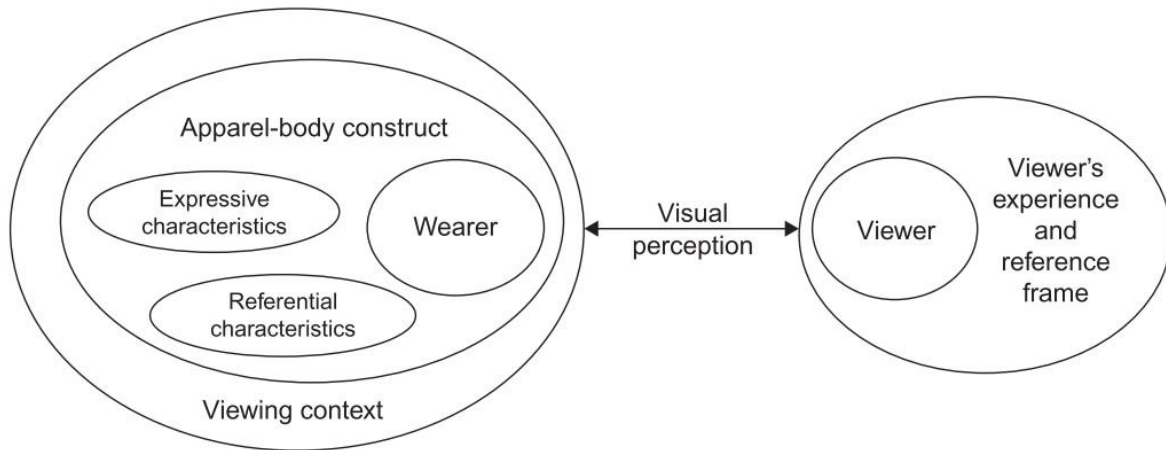 Apparel-body construct
Expressive
characteristics
Wearer
Referential
characteristics
Viewing context
Visual
perception
Viewer
Viewer's
experience
and
reference
frame